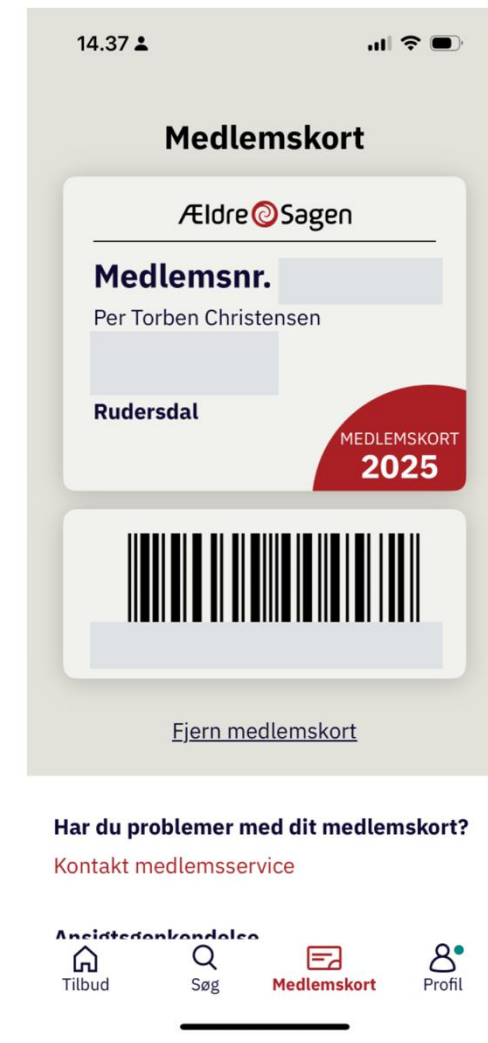 14.37
Medlemskort
ÆldreSagen
Medlemsnr.
Per Torben Christensen
Rudersdal
MEDLEMSKORT
2025
Fjern medlemskort
Har du problemer med dit medlemskort?
Kontakt medlemsservice
Ansigtsgenkendelse
Tilbud
Søg
Medlemskort
Profil